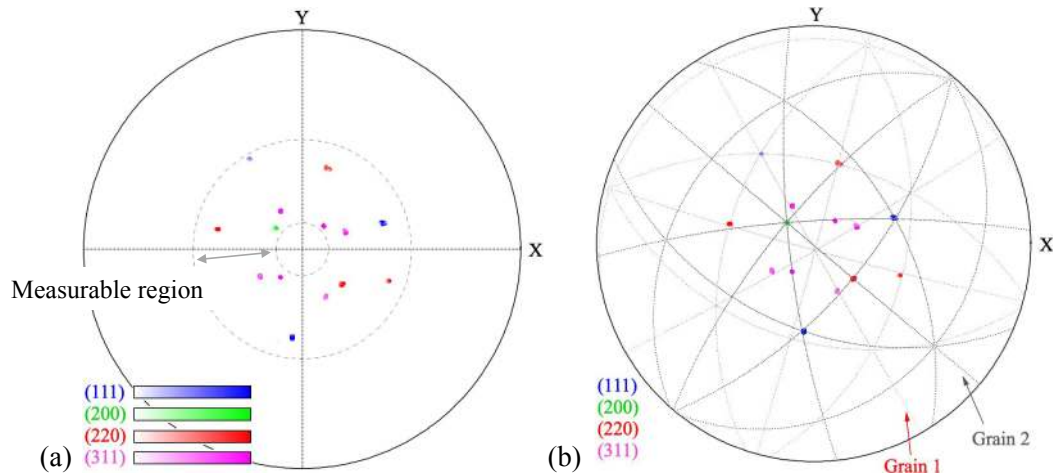 Y
X
Measurable region
(111)
(200)
(220)
(311)
(a)
Y
X
(111)
(200)
(220)
(311)
(b)
Grain 1
Grain 2